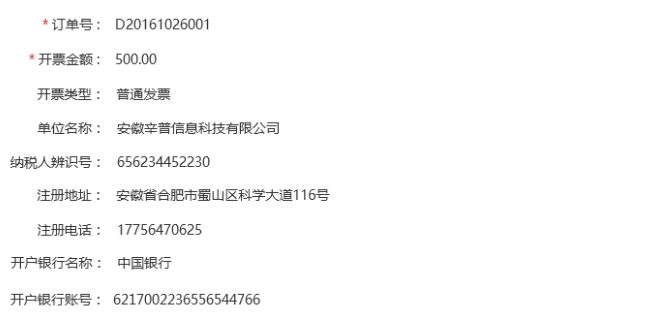 * 订单号： D20161026001
* 开票金额： 500.00
开票类型： 普通发票
单位名称： 安徽辛普信息科技有限公司
纳税人辨识号： 656234452230
注册地址： 安徽省合肥市蜀山区科学大道116号
注册电话： 17756470625
开户银行名称： 中国银行
开户银行账号： 6217002236556544766